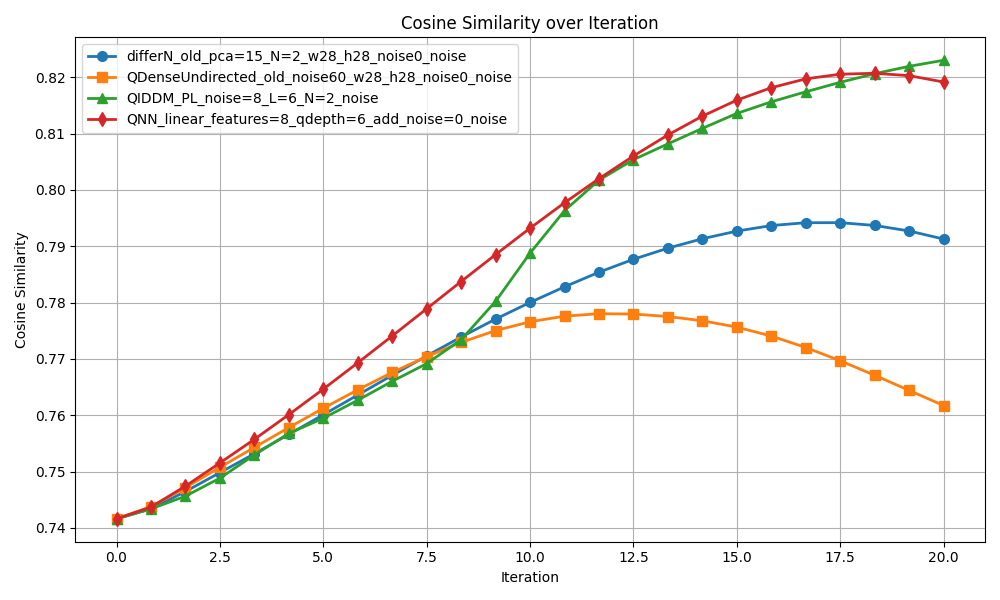 Cosine Similarity over Iteration
differN_old_pca=15_N=2_w28_h28_noise0_noise
QDenseUndirected_old_noise60_w28_h28_noise0_noise
QIDDM_PL_noise=8_L=6_N=2_noise
QNN_linear_features=8_qdepth=6_add_noise=0_noise
Cosine Similarity
0.82
0.81
0.80
0.79
0.78
0.77
0.76
0.75
0.74
0.0 2.5 5.0 7.5 10.0 12.5 15.0 17.5 20.0
Iteration